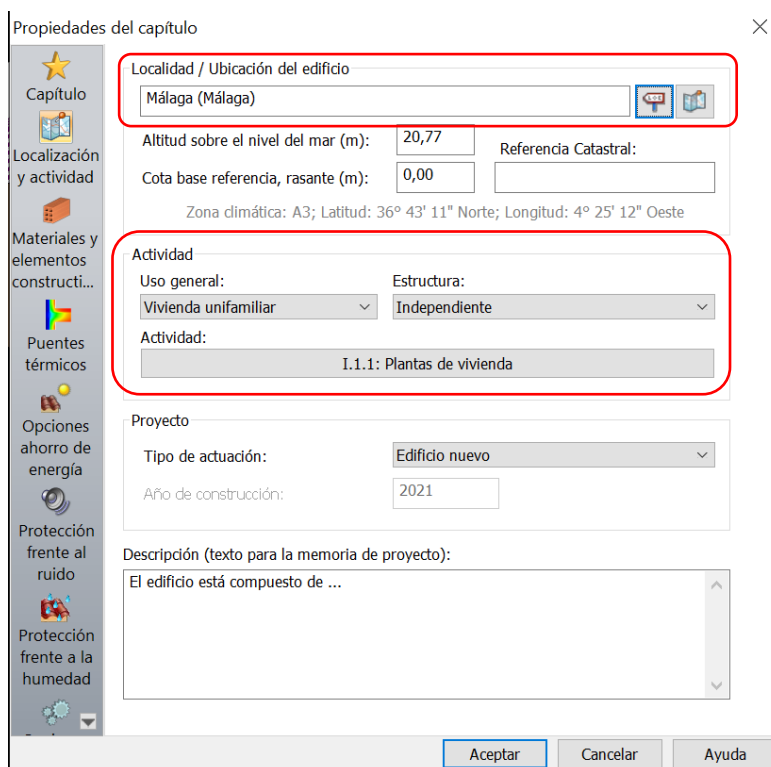 Propiedades del capítulo
Capítulo
Localización
y actividad
Materiales y
elementos
constructi...
Puentes
térmicos
Opciones
ahorro de
energía
Protección
frente al
ruido
Protección
frente a la
humedad
Localidad / Ubicación del edificio
Málaga (Málaga)
Altitud sobre el nivel del mar (m):
20,77
Referencia Catastral:
Cota base referencia, rasante (m):
0,00
Zona climática: A3; Latitud: 36º 43' 11" Norte; Longitud: 4º 25' 12" Oeste
Actividad
Uso general:
Estructura:
Vivienda unifamiliar
Independiente
Actividad:
I.1.1: Plantas de vivienda
Proyecto
Tipo de actuación:
Edificio nuevo
Año de construcción:
2021
Descripción (texto para la memoria de proyecto):
El edificio está compuesto de ...
Aceptar
Cancelar
Ayuda